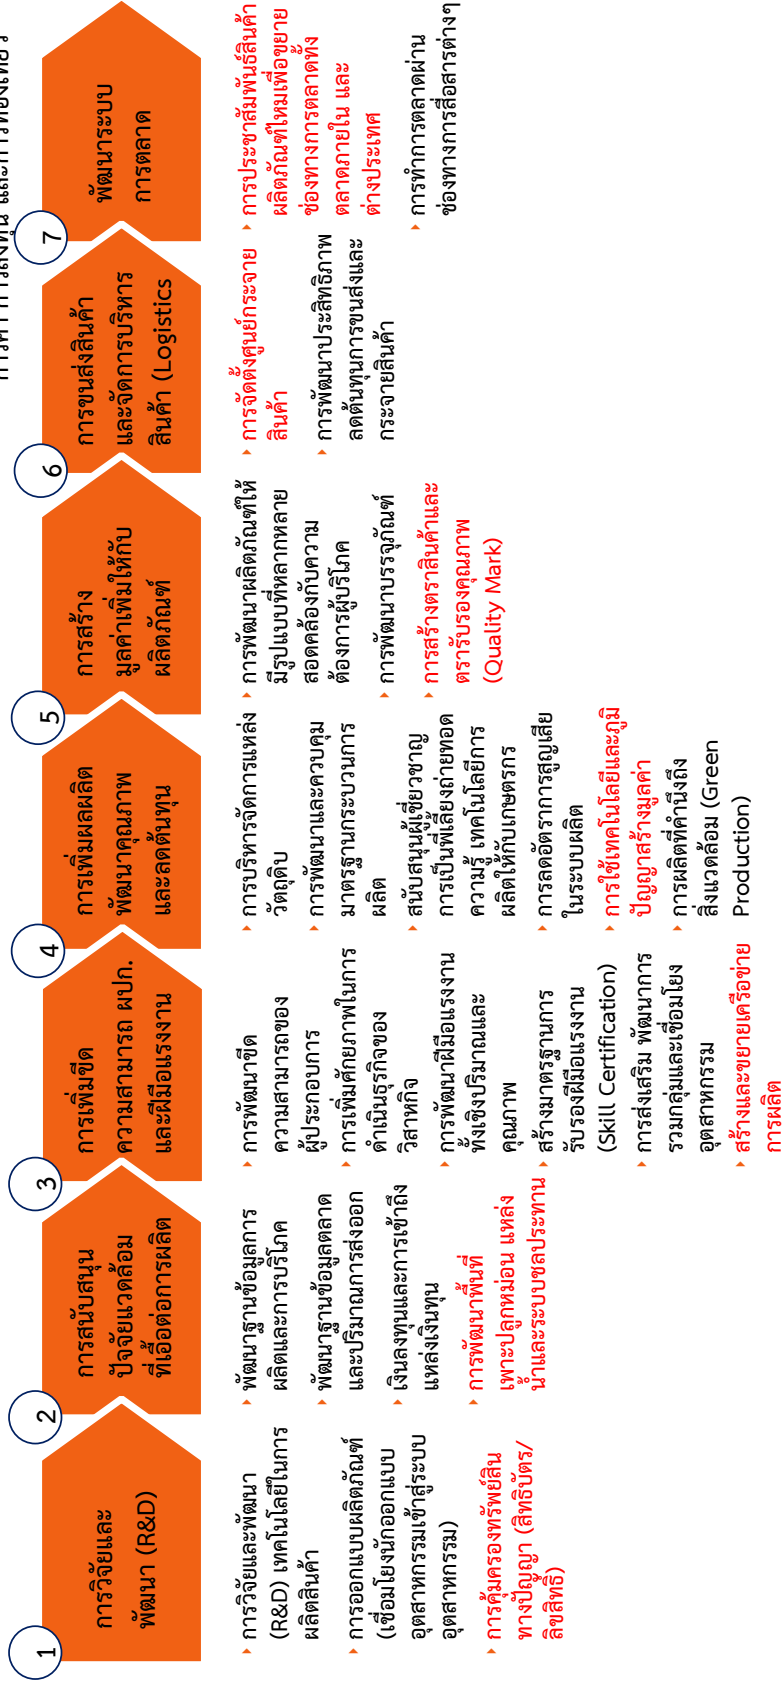 การค้า การลงทุน และการท่องเที่ยว
1
การวิจัยและ
พัฒนา (R&D)
▸ การวิจัยและพัฒนา
(R&D) เทคโนโลยีในการ
ผลิตสินค้า
▸ การออกแบบผลิตภัณฑ์
(เชื่อมโยงนักออกแบบ
อุตสาหกรรมเข้าสู่ระบบ
อุตสาหกรรม)
▸ การคุ้มครองทรัพย์สิน
ทางปัญญา (สิทธิบัตร/
ลิขสิทธิ์)
2
การสนับสนุน
ปัจจัยแวดล้อม
ที่เอื้อต่อการผลิต
▸ พัฒนาฐานข้อมูลการ
ผลิตและการบริโภค
▸ พัฒนาฐานข้อมูลตลาด
และปริมาณการส่งออก
▸ เงินลงทุนและการเข้าถึง
แหล่งเงินทุน
▸ การพัฒนาพื้นที่
เพาะปลูกหม่อน แหล่ง
น้ำและระบบชลประทาน
3
การเพิ่มขีด
ความสามารถ ผปก.
และฝีมือแรงงาน
▸ การพัฒนาขีด
ความสามารถของ
ผู้ประกอบการ
▸ การเพิ่มศักยภาพในการ
ดำเนินธุรกิจของ
วิสาหกิจ
▸ การพัฒนาฝีมือแรงงาน
ทั้งเชิงปริมาณและ
คุณภาพ
▸ สร้างมาตรฐานการ
รับรองฝีมือแรงงาน
(Skill Certification)
▸ การส่งเสริม พัฒนาการ
รวมกลุ่มและเชื่อมโยง
อุตสาหกรรม
▸ สร้างและขยายเครือข่าย
การผลิต
4
การเพิ่มผลผลิต
พัฒนาคุณภาพ
และลดต้นทุน
▸ การบริหารจัดการแหล่ง
วัตถุดิบ
▸ การพัฒนาและควบคุม
มาตรฐานกระบวนการ
ผลิต
▸ สนับสนุนผู้เชี่ยวชาญ
การเป็นพี่เลี้ยงถ่ายทอด
ความรู้ เทคโนโลยีการ
ผลิตให้กับเกษตรกร
▸ การลดอัตราการสูญเสีย
ในระบบผลิต
▸ การใช้เทคโนโลยีและภูมิ
ปัญญาสร้างมูลค่า
▸ การผลิตที่คำนึงถึง
สิ่งแวดล้อม (Green
Production)
5
การสร้าง
มูลค่าเพิ่มให้กับ
ผลิตภัณฑ์
▸ การพัฒนาผลิตภัณฑ์ให้
มีรูปแบบที่หลากหลาย
สอดคล้องกับความ
ต้องการผู้บริโภค
▸ การพัฒนาบรรจุภัณฑ์
▸ การสร้างตราสินค้าและ
ตรารับรองคุณภาพ
(Quality Mark)
6
การขนส่งสินค้า
และจัดการบริหาร
สินค้า (Logistics
▸ การจัดตั้งศูนย์กระจาย
สินค้า
▸ การพัฒนาประสิทธิภาพ
ลดต้นทุนการขนส่งและ
กระจายสินค้า
7
พัฒนาระบบ
การตลาด
▸ การประชาสัมพันธ์สินค้า
ผลิตภัณฑ์ไหมเพื่อขยาย
ช่องทางการตลาดทั้ง
ตลาดภายใน และ
ต่างประเทศ
▸ การทำการตลาดผ่าน
ช่องทางการสื่อสารต่างๆ